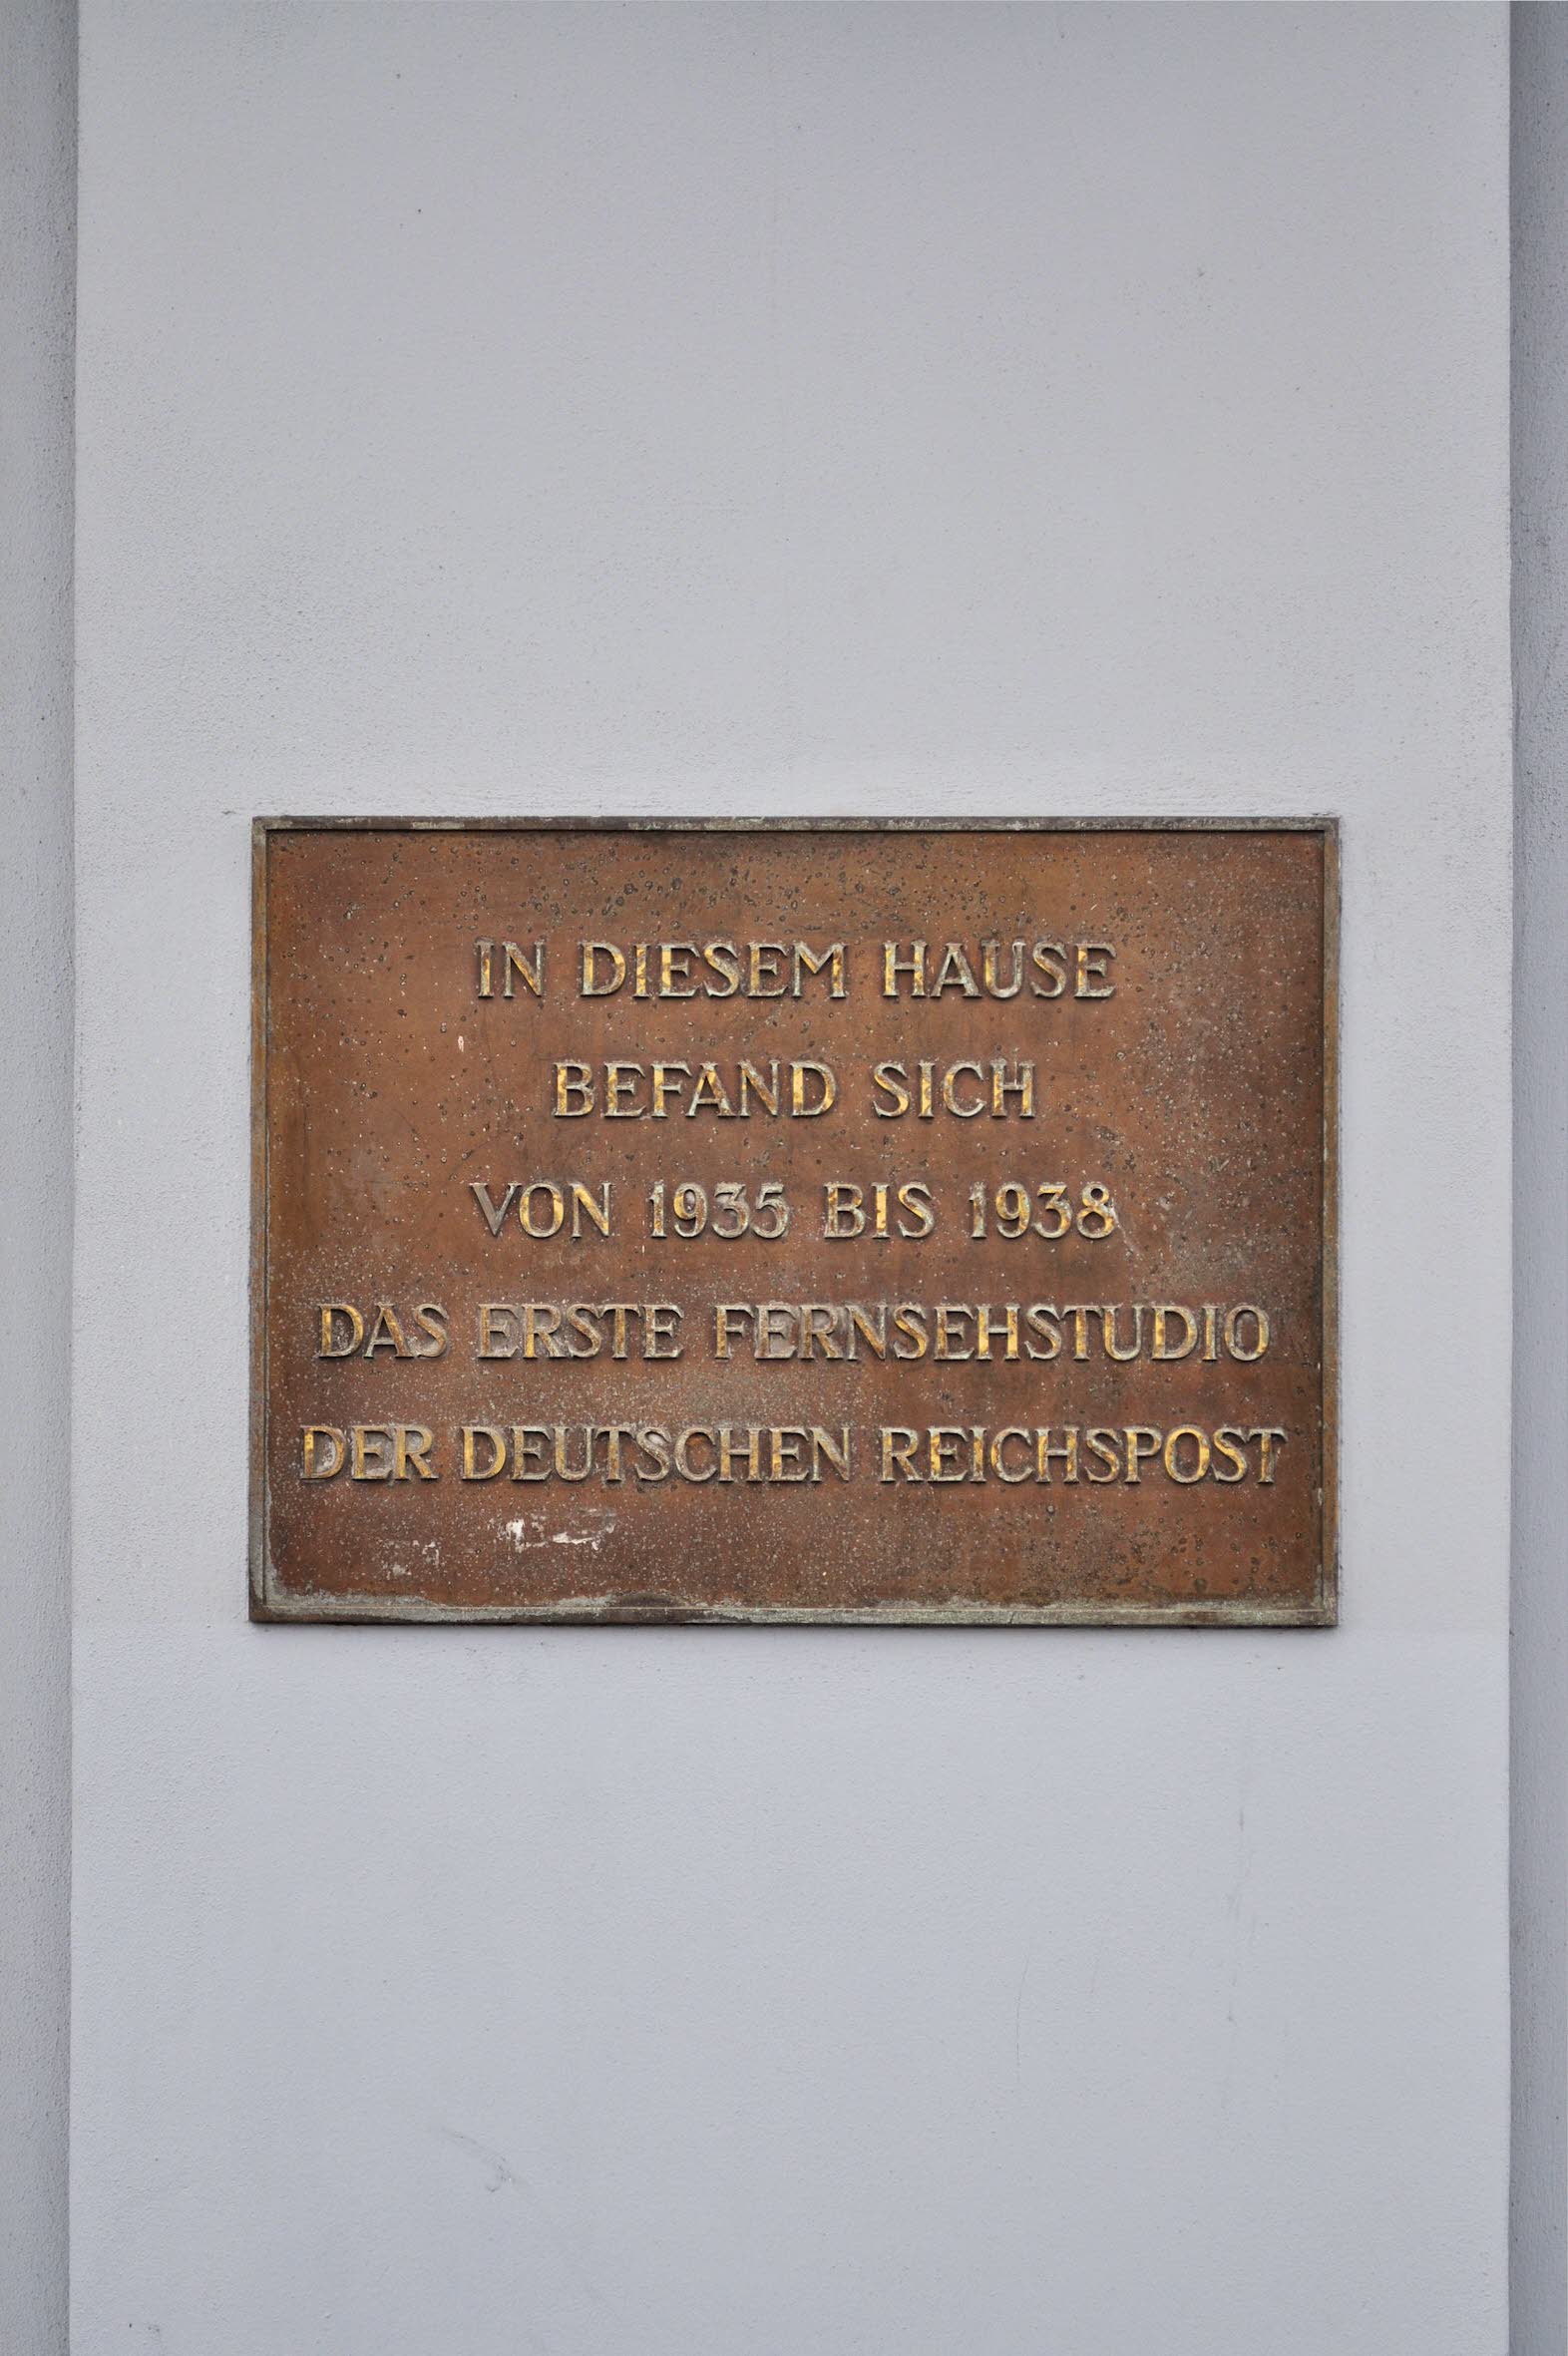 IN DIESEM HAUSE
BEFAND SICH
VON 1935 BIS 1938
DAS ERSTE FERNSEHSTUDIO
DER DEUTSCHEN REICHSPOST